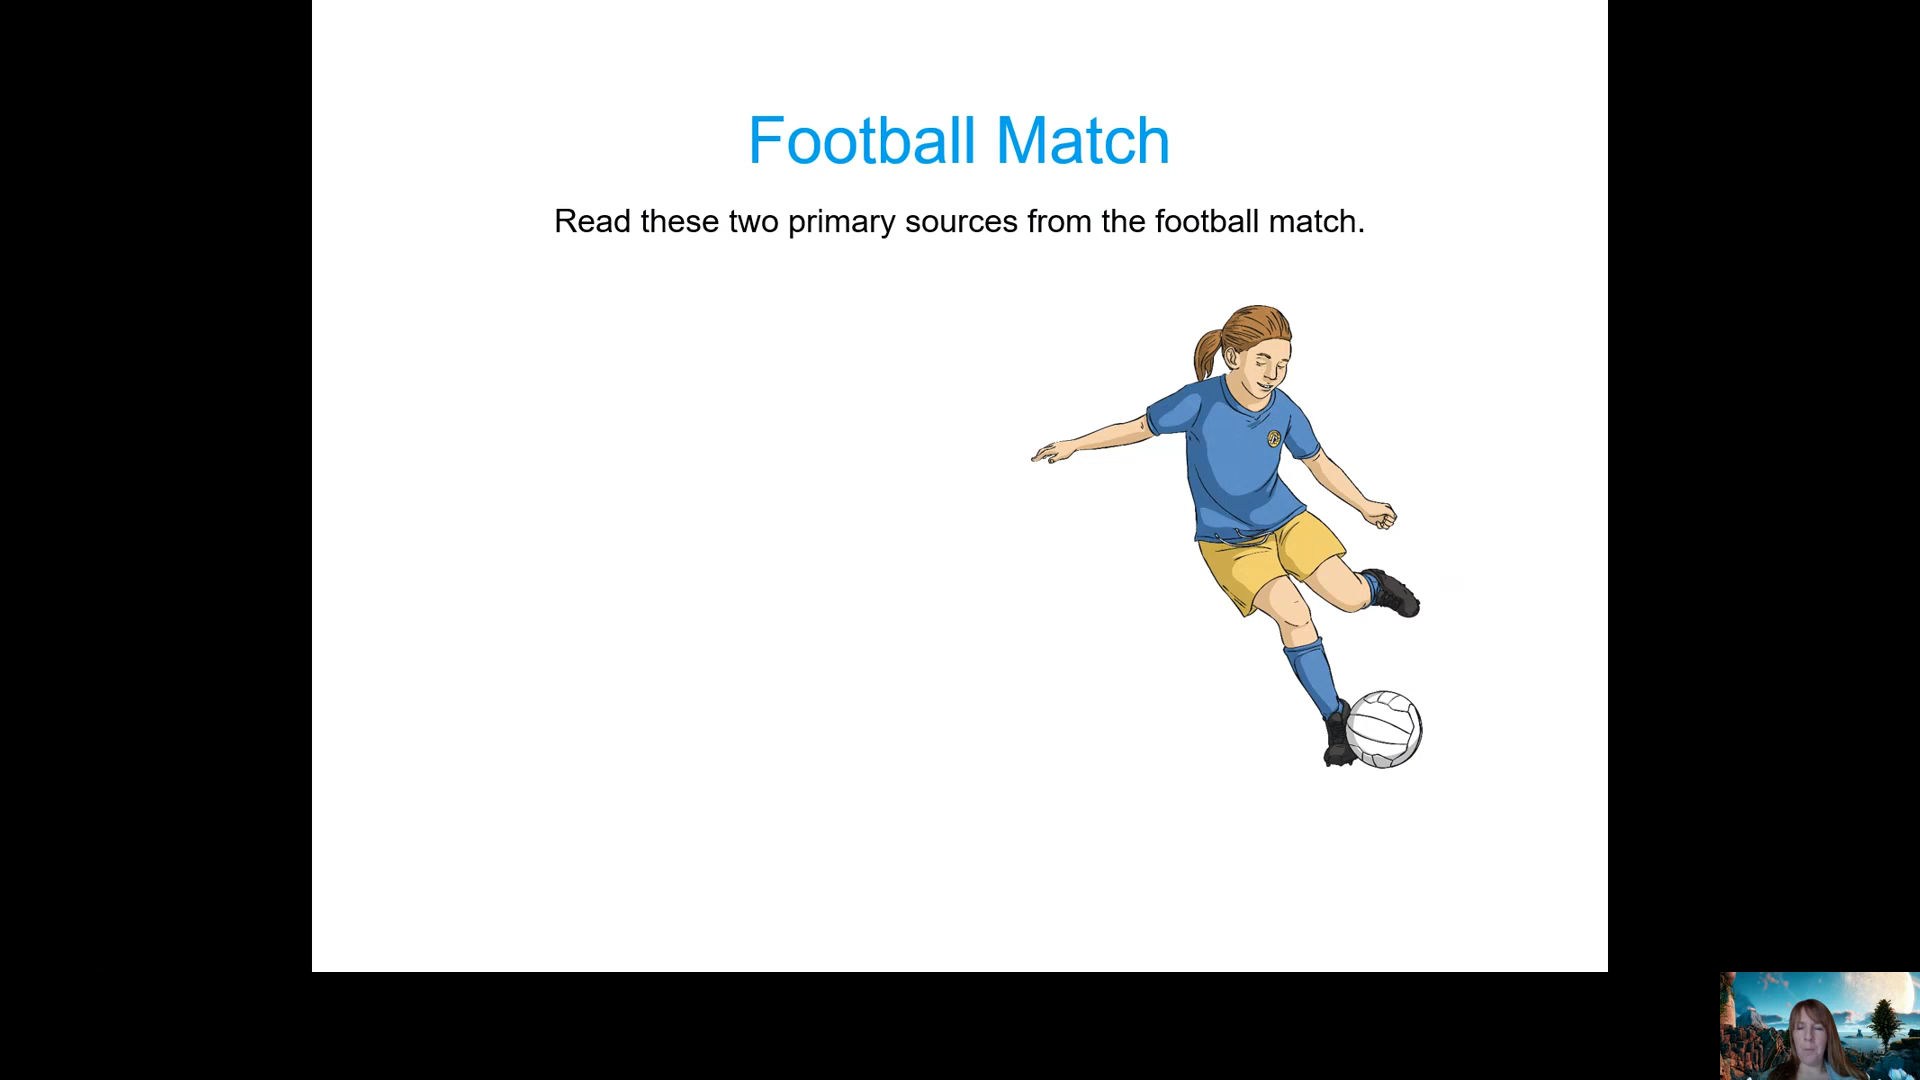 Football Match
Read these two primary sources from the football match.